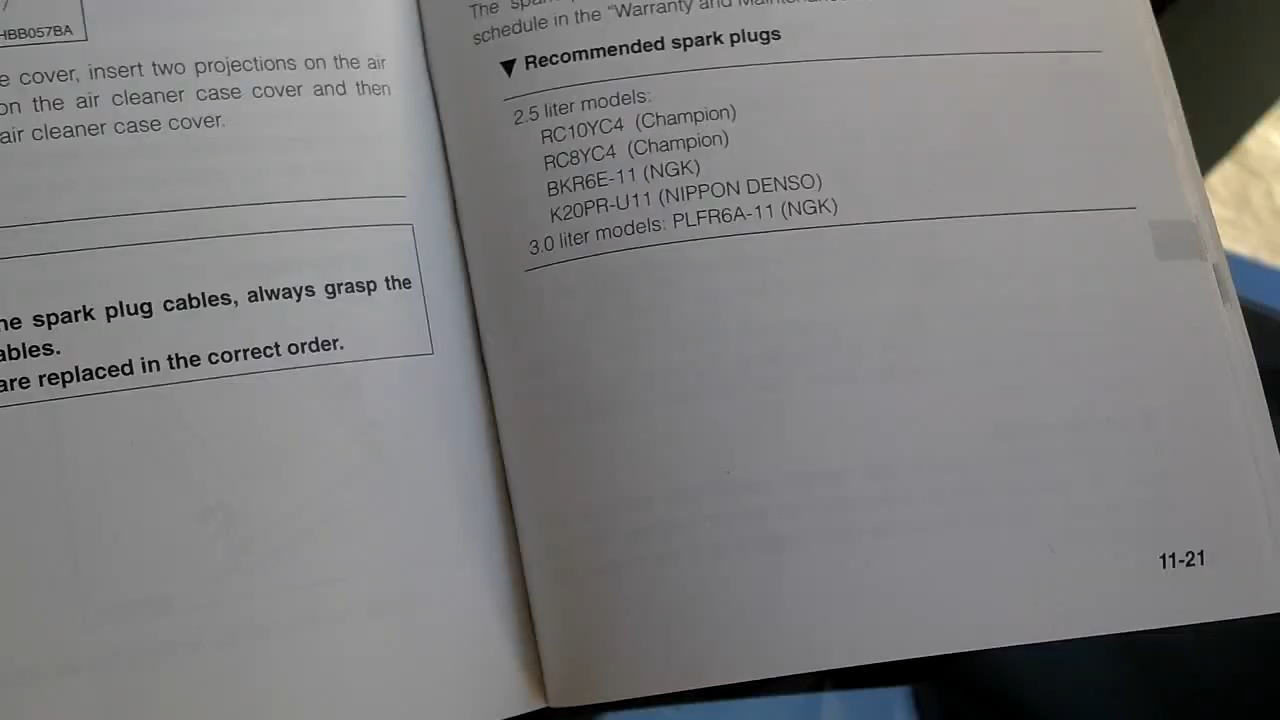 HBB057BA
e cover, insert two projections on the air
on the air cleaner case cover and then
air cleaner case cover.
he spark plug cables, always grasp the
ables.
are replaced in the correct order.
The spark
schedule in the "Warranty and
▼ Recommended spark plugs
2.5 liter models:
RC10YC4 (Champion)
RC8YC4 (Champion)
BKR6E-11 (NGK)
K20PR-U11 (NIPPON DENSO)
3.0 liter models: PLFR6A-11 (NGK)
11-21